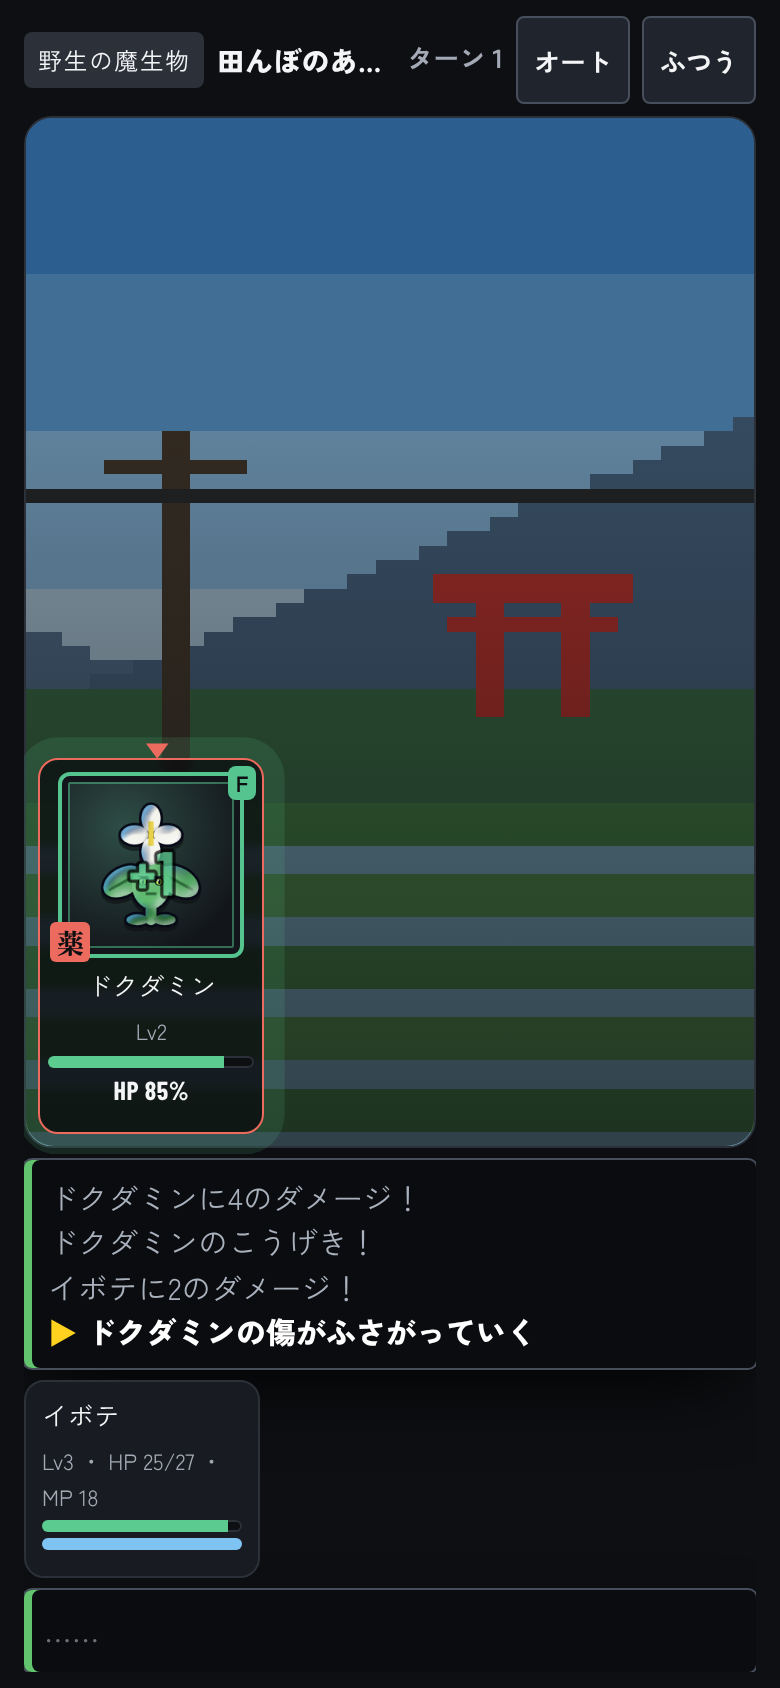 野生の魔生物 田んぼのあ… ターン 1 オート ふつう
F
+1
薬
ドクダミン
Lv2
HP 85%
ドクダミンに4のダメージ！
ドクダミンのこうげき！
イボテに2のダメージ！
▶ ドクダミンの傷がふさがっていく
イボテ
Lv3 ・ HP 25/27 ・
MP 18
……